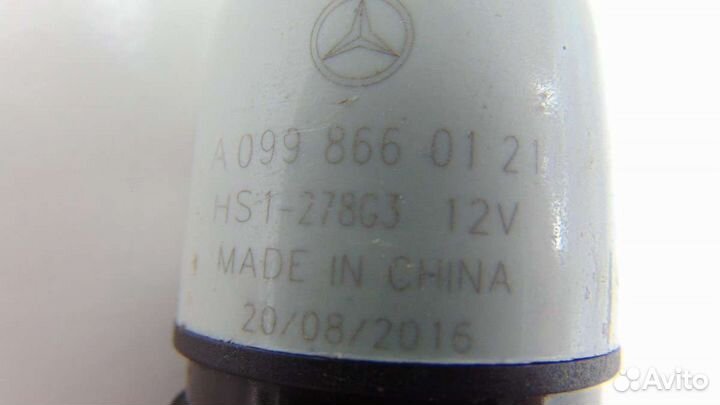 A 099 866 01 21
HS1-278G3 12V
MADE IN CHINA
20/08/2016
Avito